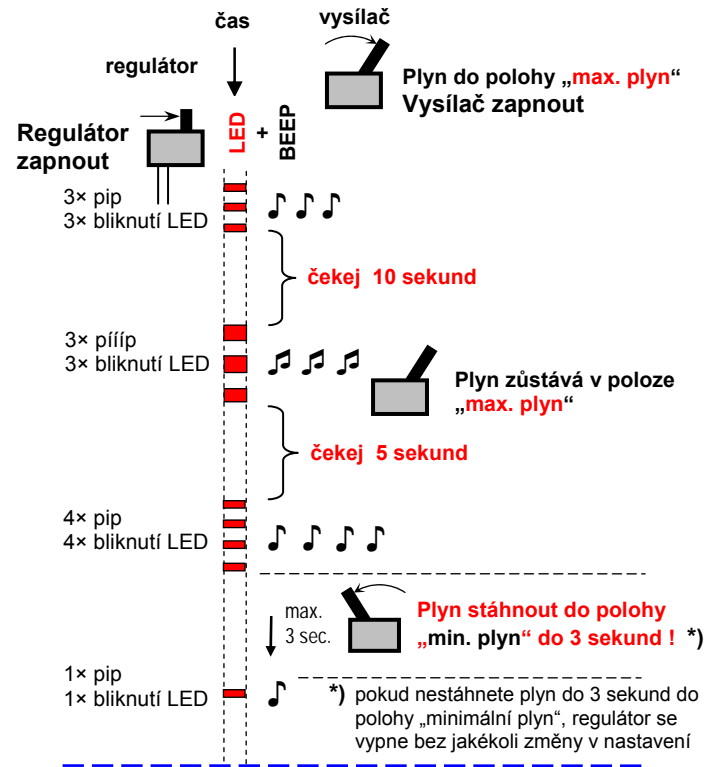 čas
vysílač
regulátor
Plyn do polohy „max. plyn“
Vysílač zapnout
Regulátor
zapnout
LED
+
BEEP
3× pip
3× bliknutí LED
čekej 10 sekund
3× píííp
3× bliknutí LED
Plyn zůstává v poloze
„max. plyn“
čekej 5 sekund
4× pip
4× bliknutí LED
max.
3 sec.
Plyn stáhnout do polohy
„min. plyn“ do 3 sekund ! *)
1× pip
1× bliknutí LED
*) pokud nestáhnete plyn do 3 sekund do
polohy „minimální plyn“, regulátor se
vypne bez jakékoli změny v nastavení